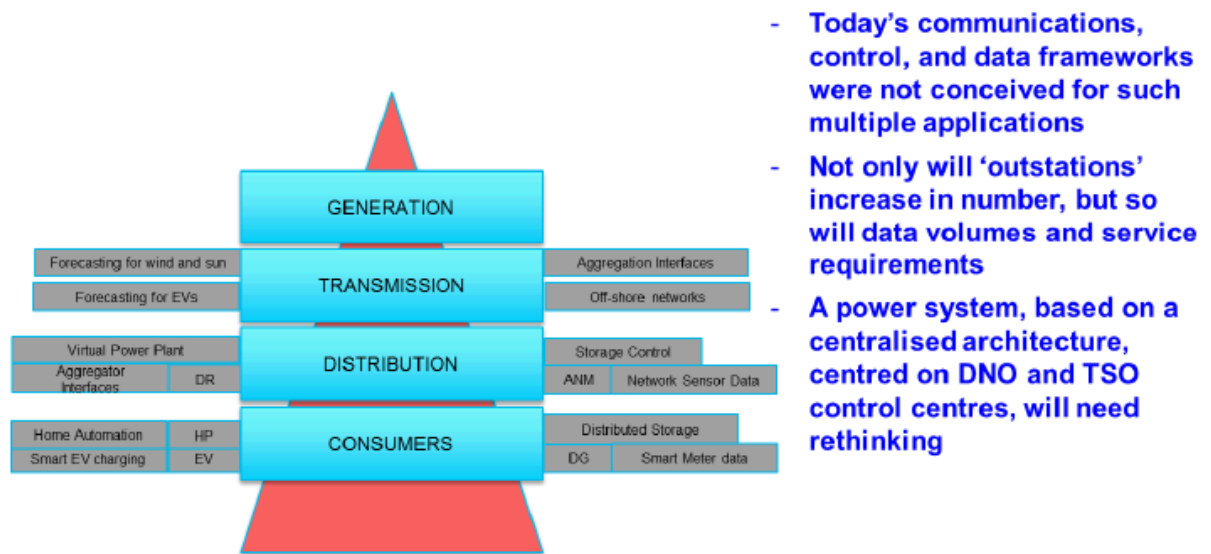 GENERATION
Forecasting for wind and sun
TRANSMISSION
Aggregation Interfaces
Forecasting for EVs
Off-shore networks
Virtual Power Plant
DISTRIBUTION
Storage Control
Aggregator
Interfaces
DR
ANM
Network Sensor Data
Home Automation
HP
CONSUMERS
Distributed Storage
Smart EV charging
EV
DG
Smart Meter data
- Today's communications,
control, and data frameworks
were not conceived for such
multiple applications
- Not only will 'outstations'
increase in number, but so
will data volumes and service
requirements
- A power system, based on a
centralised architecture,
centred on DNO and TSO
control centres, will need
rethinking